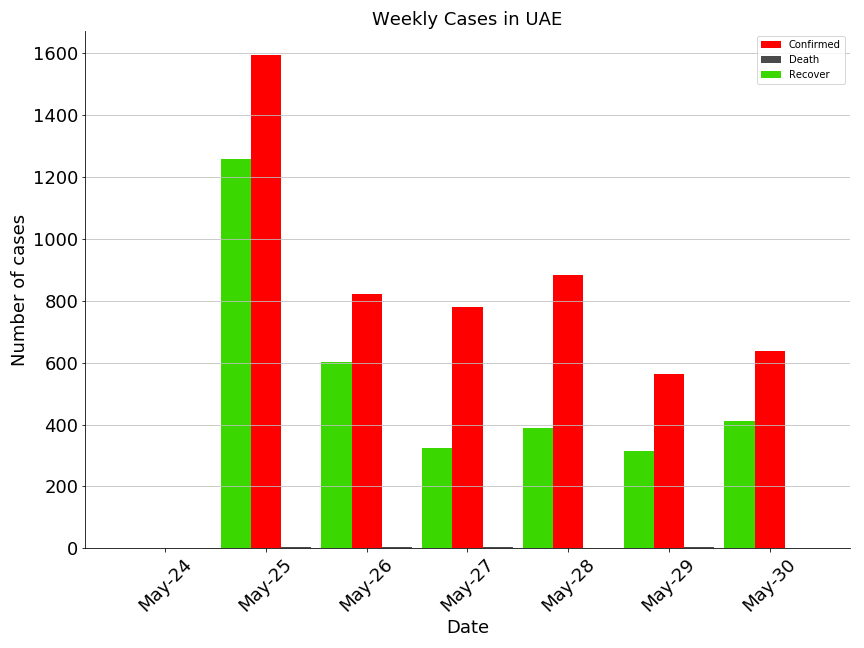 Weekly Cases in UAE
Confirmed
Death
Recover
1600
1400
1200
1000
800
600
400
200
0
Number of cases
May-24
May-25
May-26
May-27
May-28
May-29
May-30
Date